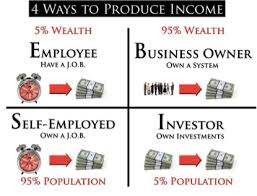 4 Ways to Produce Income
5% Wealth
95% Wealth
Employee
Have a J.O.B.
Business Owner
Own a System
Self-Employed
Own a J.O.B.
Investor
Own Investments
95% Population
5% Population